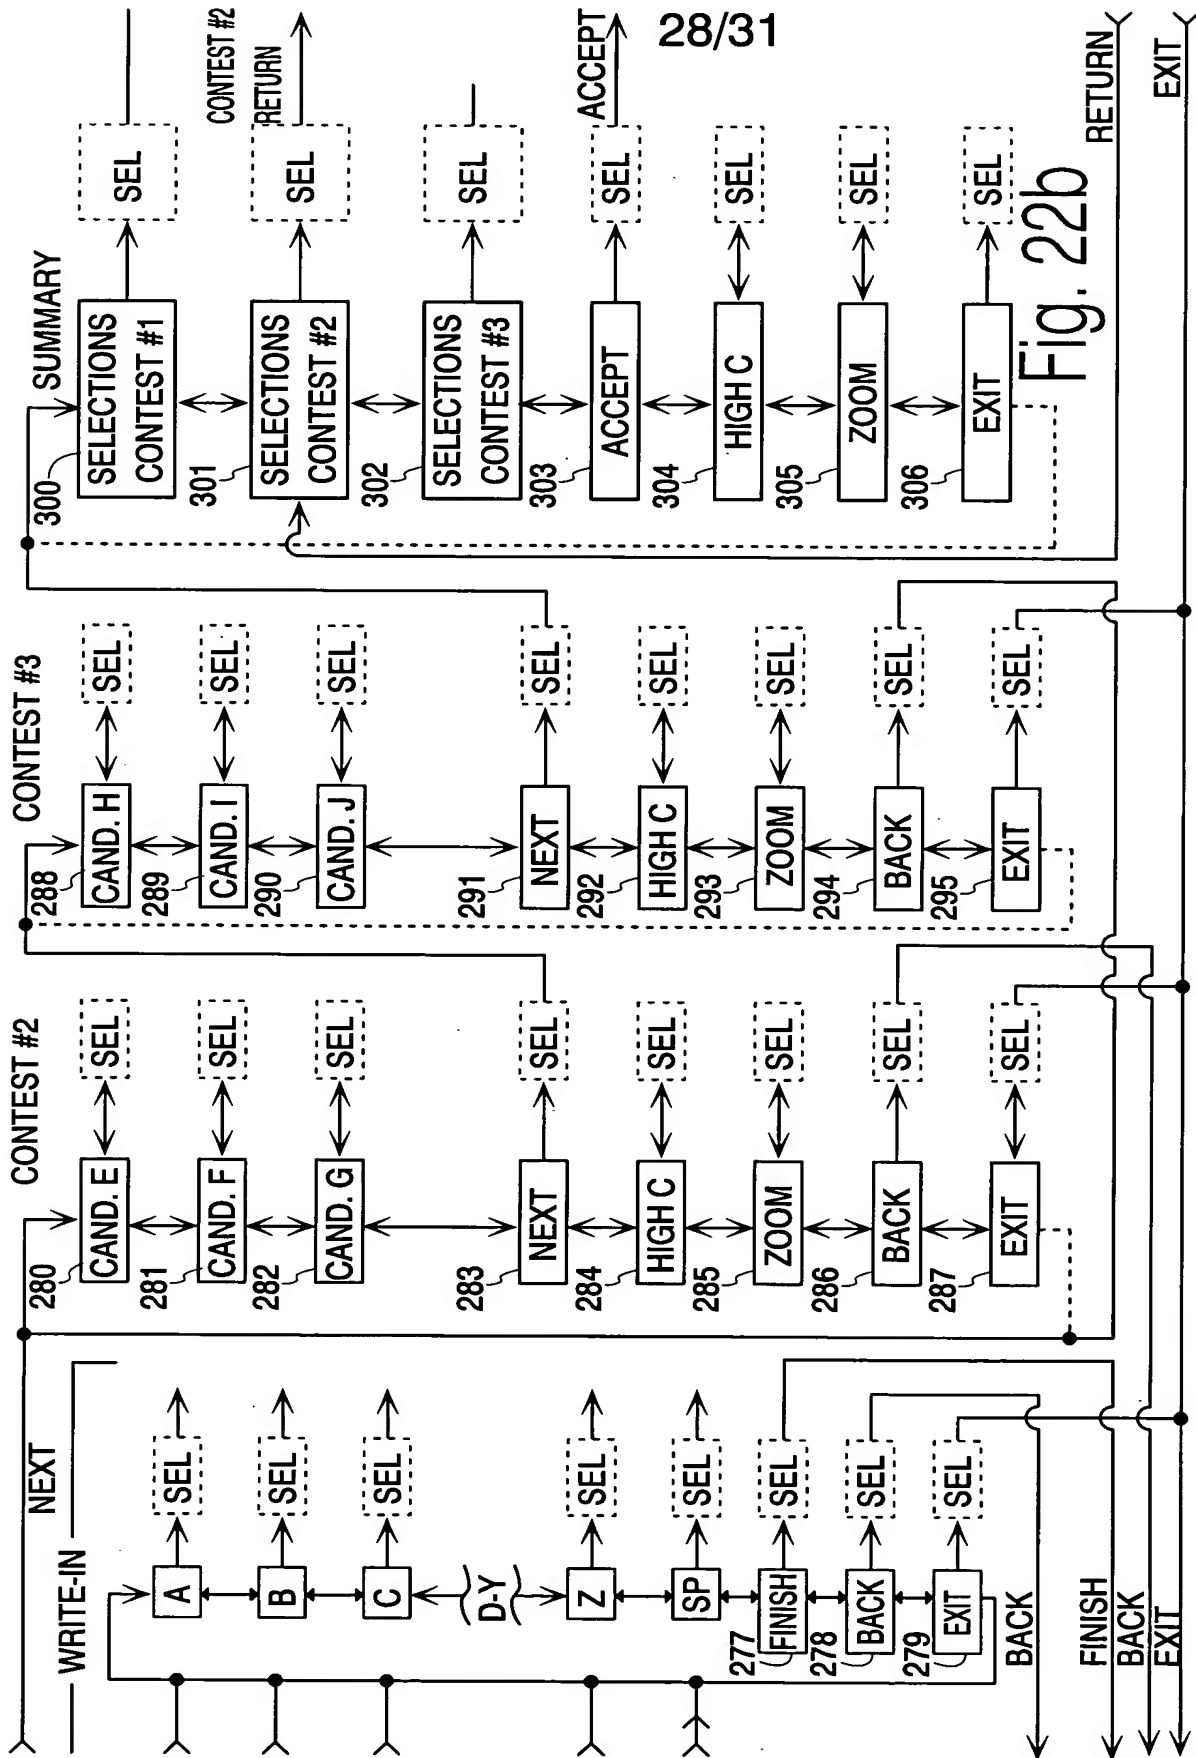 28/31
NEXT
WRITE-IN
A
SEL
B
SEL
C
SEL
D-Y
Z
SEL
SP
SEL
277
FINISH
SEL
278
BACK
SEL
279
EXIT
SEL
BACK
FINISH
BACK
EXIT
CONTEST #2
280
CAND. E
SEL
281
CAND. F
SEL
282
CAND. G
SEL
283
NEXT
SEL
284
HIGH C
SEL
285
ZOOM
SEL
286
BACK
SEL
287
EXIT
SEL
CONTEST #3
288
CAND. H
SEL
289
CAND. I
SEL
290
CAND. J
SEL
291
NEXT
SEL
292
HIGH C
SEL
293
ZOOM
SEL
294
BACK
SEL
295
EXIT
SEL
SUMMARY
300
SELECTIONS
CONTEST #1
SEL
301
SELECTIONS
CONTEST #2
SEL
CONTEST #2
RETURN
302
SELECTIONS
CONTEST #3
SEL
303
ACCEPT
SEL
ACCEPT
304
HIGH C
SEL
305
ZOOM
SEL
306
EXIT
SEL
RETURN
EXIT
Fig. 22b